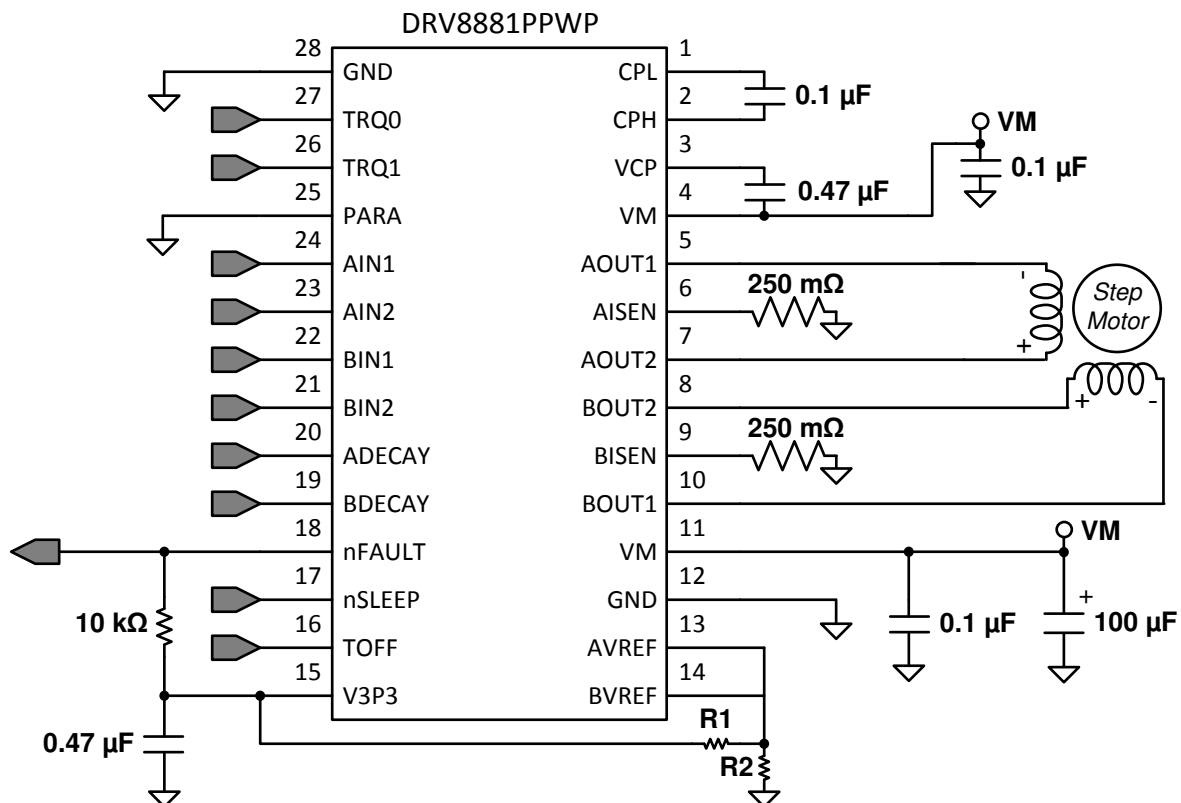 DRV8881PPWP
28 GND CPL 1
27 TRQ0 CPH 2
26 TRQ1 VCP 3
25 PARA VM 4
24 AIN1 AOUT1 5
23 AIN2 AISEN 6
22 BIN1 AOUT2 7
21 BIN2 BOUT2 8
20 ADECAY BISEN 9
19 BDECAY BOUT1 10
18 nFAULT VM 11
17 nSLEEP GND 12
16 TOFF AVREF 13
15 V3P3 BVREF 14
0.1 µF
VM
0.1 µF
0.47 µF
250 mΩ
-
+
Step
Motor
+ -
250 mΩ
VM
+
0.1 µF
100 µF
10 kΩ
0.47 µF
R1
R2